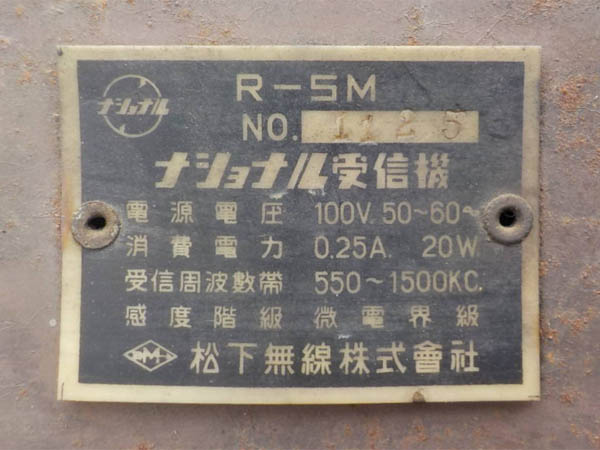 ナショナル
R-5M
NO. 1125
ナショナル受信機
電源電圧 100V. 50~60~
消費電力 0.25A. 20W.
受信周波數帶 550~1500KC.
感度階級 微電界級
松下無線株式會社